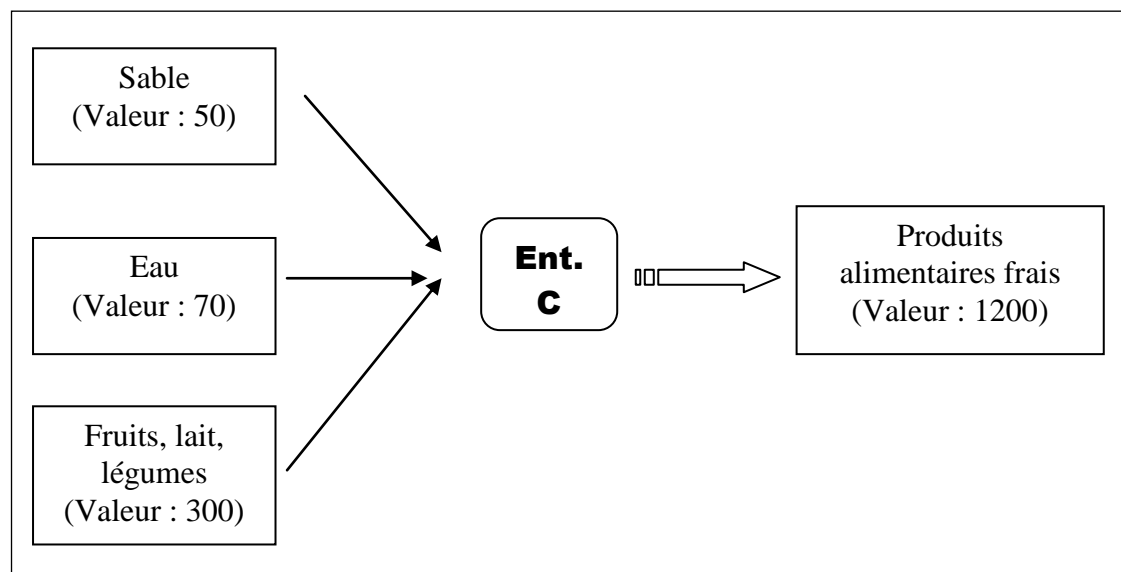 Sable
(Valeur : 50)
Eau
(Valeur : 70)
Fruits, lait,
légumes
(Valeur : 300)
Ent.
C
Produits
alimentaires frais
(Valeur : 1200)